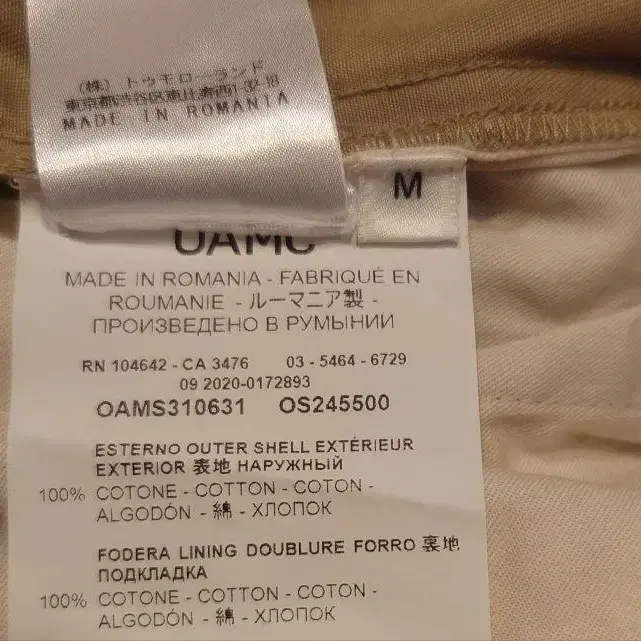 (株) トゥモローランド
東京都渋谷区恵比寿西1-32-18
MADE IN ROMANIA
M
OAMC
MADE IN ROMANIA - FABRIQUÉ EN
ROUMANIE - ルーマニア製 -
ПРОИЗВЕДЕНО В РУМЫНИИ
RN 104642 - CA 3476 03 - 5464 - 6729
09 2020-0172893
OAMS310631 OS245500
ESTERNO OUTER SHELL EXTÉRIEUR
EXTERIOR 表地 НАРУЖНЫЙ
100% COTONE - COTTON - COTON -
ALGODÓN - 綿 - ХЛОПОК
FODERA LINING DOUBLURE FORRO 裏地
ПОДКЛАДКА
100% COTONE - COTTON - COTON -
ALGODÓN - 綿 - ХЛОПОК